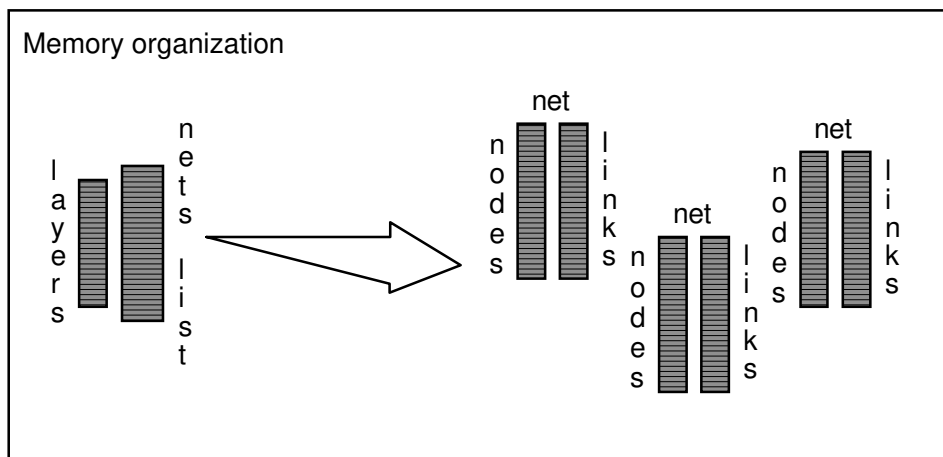 Memory organization
layers
nets list
net
nodes
links
net
nodes
links
net
nodes
links